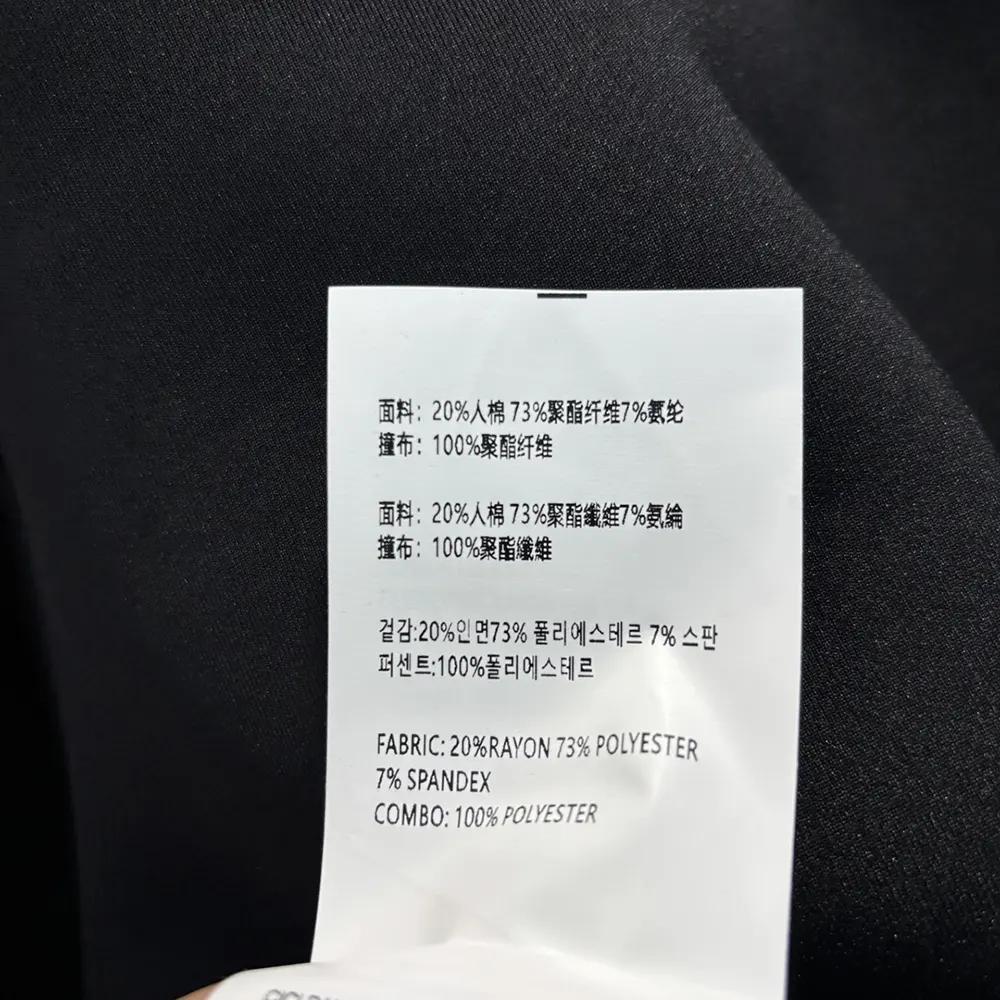 面料：20%人棉 73%聚酯纤维7%氨纶
撞布：100%聚酯纤维
面料：20%人棉 73%聚酯纖維7%氨綸
撞布：100%聚酯纖維
겉감:20%인면73% 폴리에스테르 7% 스판
퍼센트:100%폴리에스테르
FABRIC: 20%RAYON 73% POLYESTER
7% SPANDEX
COMBO: 100% POLYESTER